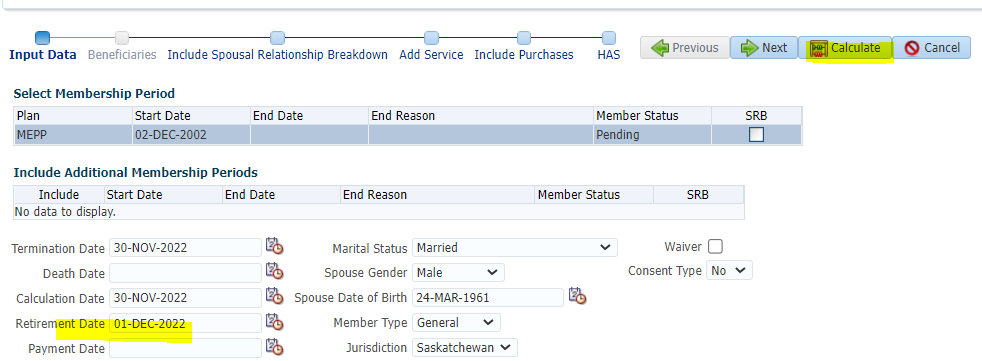 Input Data Beneficiaries Include Spousal Relationship Breakdown Add Service Include Purchases HAS Previous Next Calculate Cancel
Select Membership Period
Plan Start Date End Date End Reason Member Status SRB
MEPP 02-DEC-2002 Pending
Include Additional Membership Periods
Include Start Date End Date End Reason Member Status SRB
No data to display.
Termination Date 30-NOV-2022 Marital Status Married Waiver
Death Date Spouse Gender Male Consent Type No
Calculation Date 30-NOV-2022 Spouse Date of Birth 24-MAR-1961
Retirement Date 01-DEC-2022 Member Type General
Payment Date Jurisdiction Saskatchewan